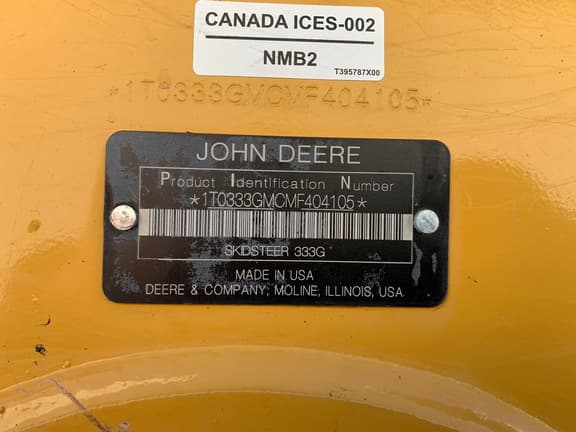 CANADA ICES-002
NMB2
T395787X00
*1T0333GMCMF404105*
JOHN DEERE
Product Identification Number
*1T0333GMCMF404105*
SKIDSTEER 333G
MADE IN USA
DEERE & COMPANY, MOLINE, ILLINOIS, USA